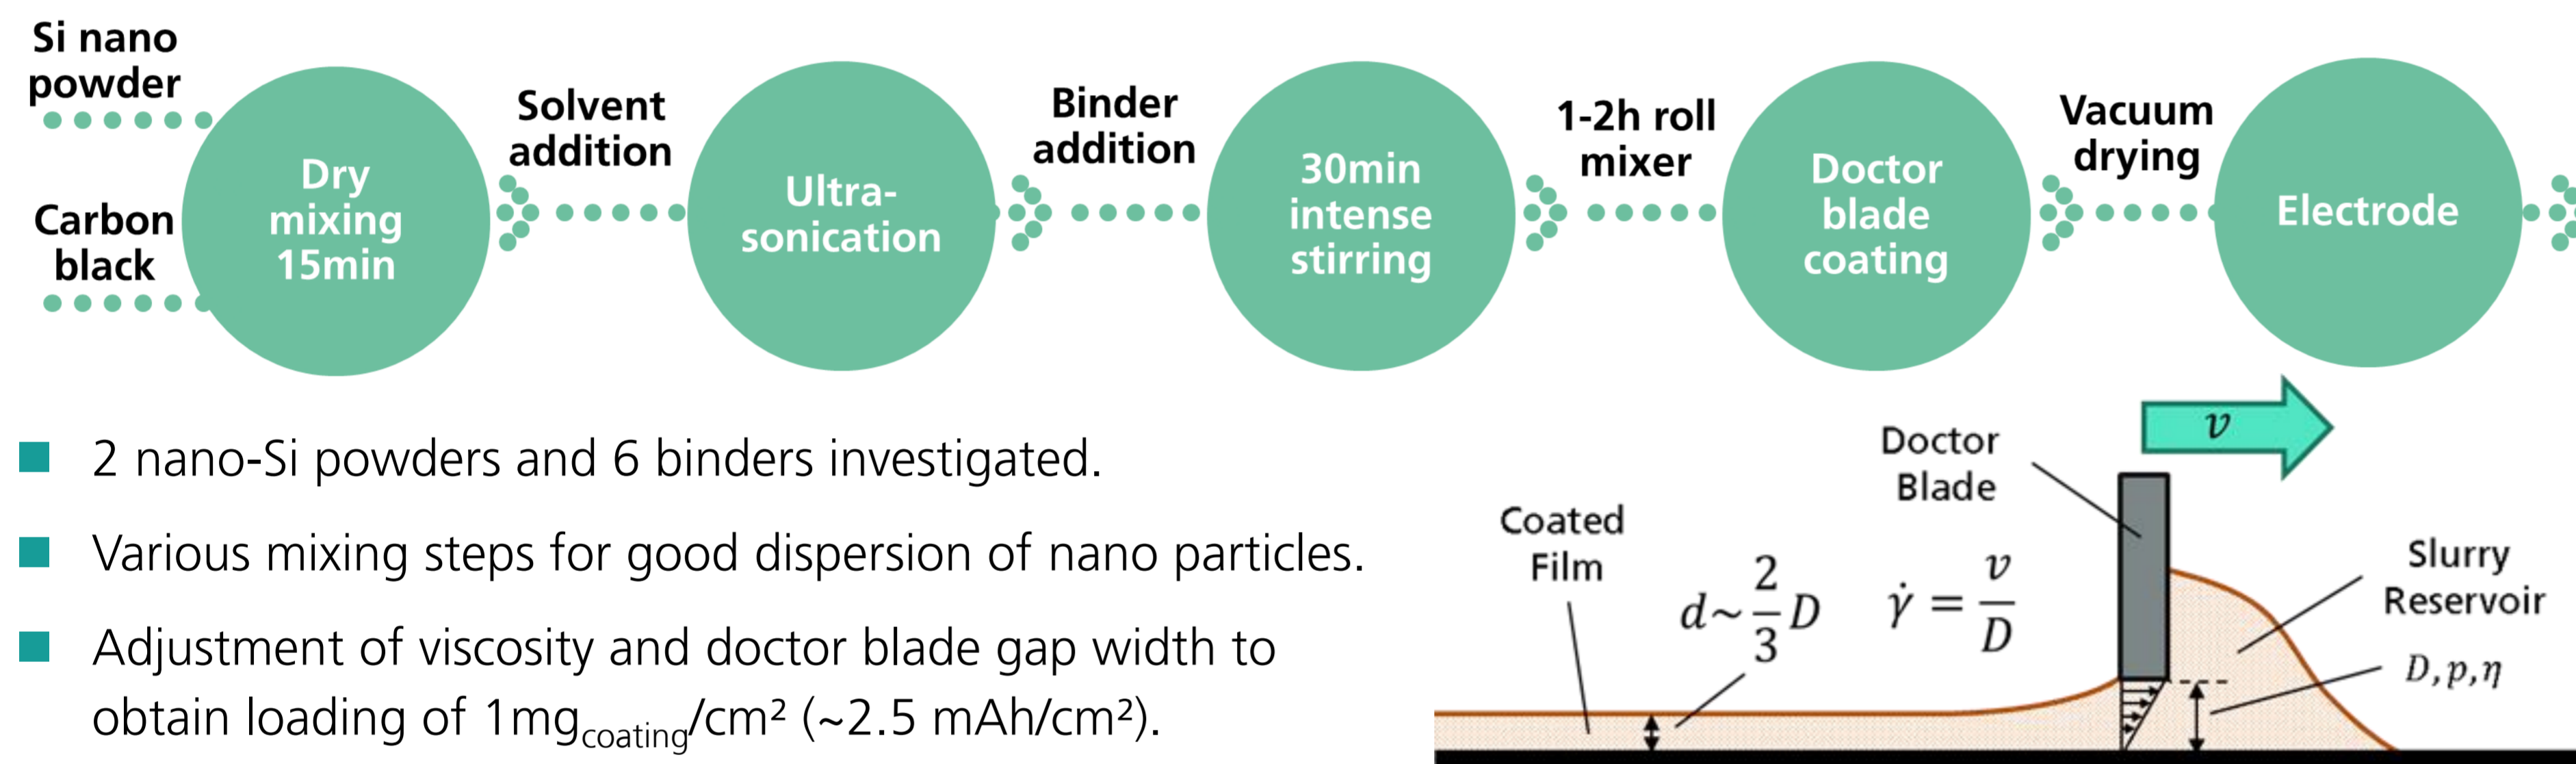 Si nano
powder
Carbon
black
Dry
mixing
15min
Solvent
addition
Ultra-
sonication
Binder
addition
30min
intense
stirring
1-2h roll
mixer
Doctor
blade
coating
Vacuum
drying
Electrode
2 nano-Si powders and 6 binders investigated.
Various mixing steps for good dispersion of nano particles.
Adjustment of viscosity and doctor blade gap width to
obtain loading of 1mgcoating/cm² (~2.5 mAh/cm²).
v
Doctor
Blade
Coated
Film
d~2/3 D
γ̇ = v/D
Slurry
Reservoir
D, p, η